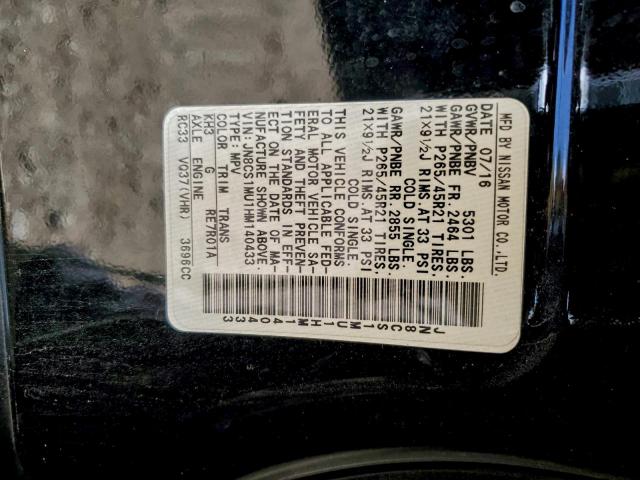 MFD BY NISSAN MOTOR CO.,LTD.
DATE 07/16
GVWR/PNBV 5301 LBS
GAWR/PNBE FR. 2464 LBS.
WITH P265/45R21 TIRES.
21X9½J RIMS AT 33 PSI
COLD SINGLE.
GAWR/PNBE RR. 2855 LBS.
WITH P265/45R21 TIRES.
21X9½J RIMS AT 33 PSI
COLD SINGLE.
THIS VEHICLE CONFORMS
TO ALL APPLICABLE FED-
ERAL MOTOR VEHICLE SA-
FETY AND THEFT PREVEN-
TION STANDARDS IN EFF-
ECT ON THE DATE OF MA-
NUFACTURE SHOWN ABOVE.
VIN:JN8CS1MU1HM140433
TYPE: MPV
COLOR TRIM TRANS
KH3 G RE7R01A
AXLE ENGINE
RC33 VQ37(VHR) 3696CC
JN8CS1MU1HM140433